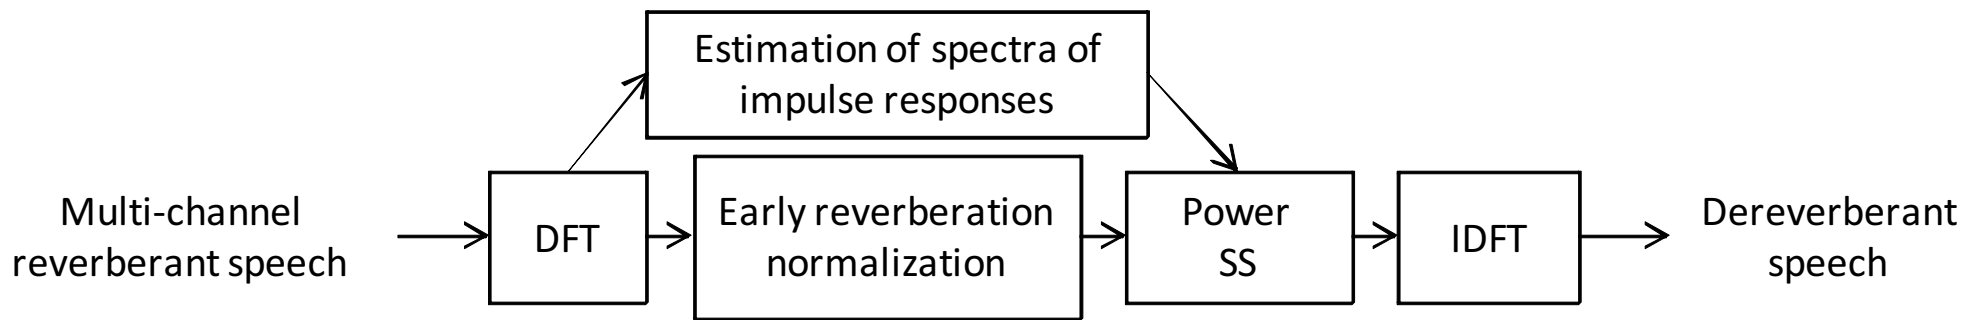 Estimation of spectra of
impulse responses
Multi-channel
reverberant speech
DFT
Early reverberation
normalization
Power
SS
IDFT
Dereverberant
speech